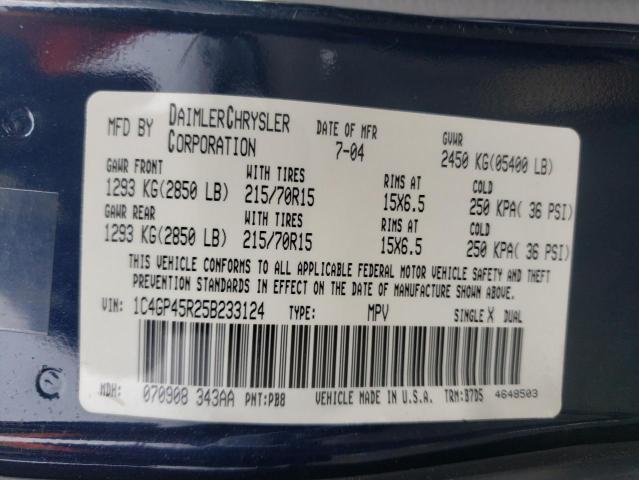 MFD BY DAIMLERCHRYSLER CORPORATION DATE OF MFR 7-04 GVWR 2450 KG(05400 LB)
GAWR FRONT WITH TIRES RIMS AT COLD
1293 KG(2850 LB) 215/70R15 15X6.5 250 KPA( 36 PSI)
GAWR REAR WITH TIRES RIMS AT COLD
1293 KG(2850 LB) 215/70R15 15X6.5 250 KPA( 36 PSI)
THIS VEHICLE CONFORMS TO ALL APPLICABLE FEDERAL MOTOR VEHICLE SAFETY AND THEFT
PREVENTION STANDARDS IN EFFECT ON THE DATE OF MANUFACTURE SHOWN ABOVE.
VIN: 1C4GP45R25B233124 TYPE: MPV SINGLE X DUAL
MDH: 070908 343AA PNT:PB8 VEHICLE MADE IN U.S.A. TRM:B7D5 4648503